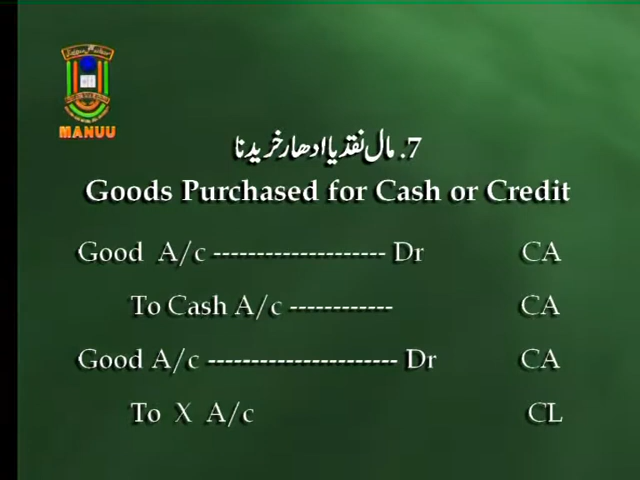 MANUU
7. مال نقد یا ادھار خریدنا
Goods Purchased for Cash or Credit
Good A/c -------------------- Dr CA
To Cash A/c ------------ CA
Good A/c ---------------------- Dr CA
To X A/c CL